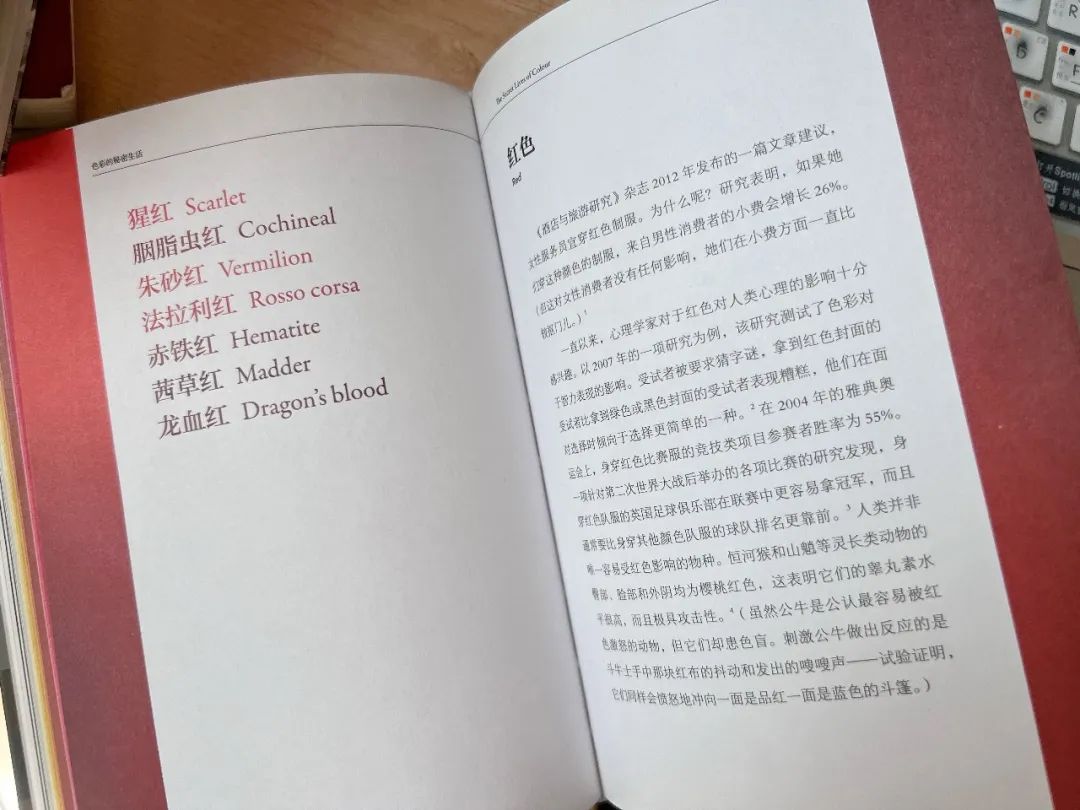 色彩的秘密生活
猩红 Scarlet
胭脂虫红 Cochineal
朱砂红 Vermilion
法拉利红 Rosso corsa
赤铁红 Hematite
茜草红 Madder
龙血红 Dragon's blood
The Secret Lives of Colour
红色
Red
《酒店与旅游研究》杂志 2012 年发布的一篇文章建议，
女性服务员宜穿红色制服。为什么呢？研究表明，如果她
们穿这种颜色的制服，来自男性消费者的小费会增长 26%。
（但这对女性消费者没有任何影响，她们在小费方面一直比
较抠门儿。）1
一直以来，心理学家对于红色对人类心理的影响十分
感兴趣。以 2007 年的一项研究为例，该研究测试了色彩对
于智力表现的影响。受试者被要求猜字谜，拿到红色封面的
受试者比拿到绿色或黑色封面的受试者表现糟糕，他们在面
对选择时倾向于选择更简单的一种。2 在 2004 年的雅典奥
运会上，身穿红色比赛服的竞技类项目参赛者胜率为 55%。
一项针对第二次世界大战后举办的各项比赛的研究发现，身
穿红色队服的英国足球俱乐部在联赛中更容易拿冠军，而且
通常要比身穿其他颜色队服的球队排名更靠前。3 人类并非
唯一容易受红色影响的物种。恒河猴和山魈等灵长类动物的
臀部、脸部和外阴均为樱桃红色，这表明它们的睾丸素水
平很高，而且极具攻击性。4（虽然公牛是公认最容易被红
色激怒的动物，但它们却患色盲。刺激公牛做出反应的是
斗牛士手中那块红布的抖动和发出的嗖嗖声——试验证明，
它们同样会愤怒地冲向一面是品红一面是蓝色的斗篷。）
R
D
F
C
打开Spotli
切换